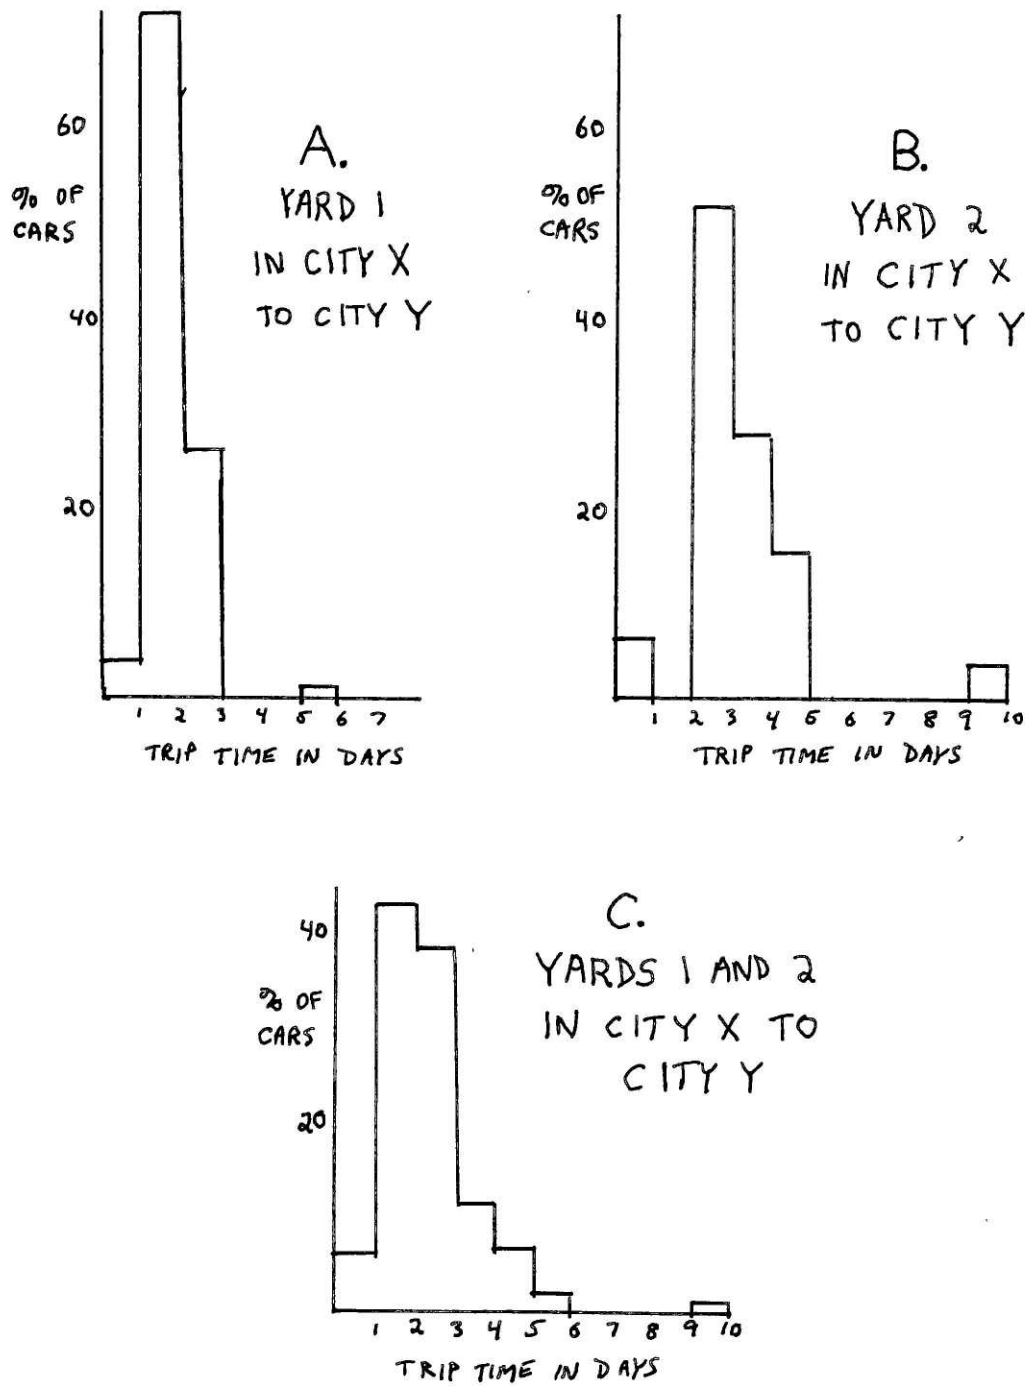 60
% OF
CARS
40
20
A.
YARD 1
IN CITY X
TO CITY Y
1 2 3 4 5 6 7
TRIP TIME IN DAYS
60
% OF
CARS
40
20
B.
YARD 2
IN CITY X
TO CITY Y
1 2 3 4 5 6 7 8 9 10
TRIP TIME IN DAYS
40
% OF
CARS
20
C.
YARDS 1 AND 2
IN CITY X TO
CITY Y
1 2 3 4 5 6 7 8 9 10
TRIP TIME IN DAYS